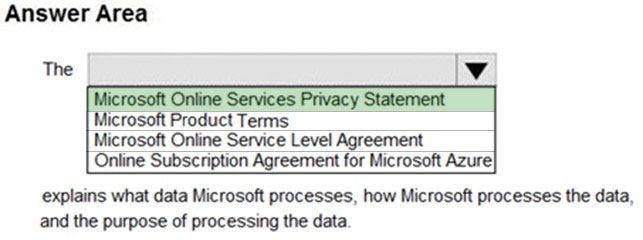 Answer Area
The
Microsoft Online Services Privacy Statement
Microsoft Product Terms
Microsoft Online Service Level Agreement
Online Subscription Agreement for Microsoft Azure
explains what data Microsoft processes, how Microsoft processes the data,
and the purpose of processing the data.